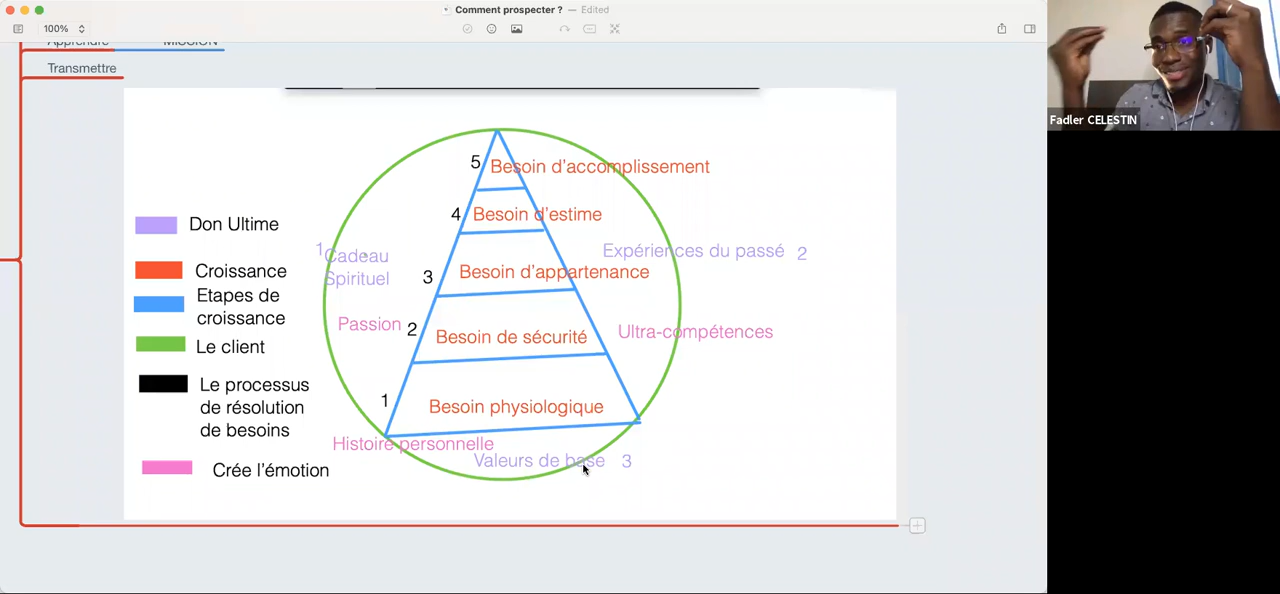 Comment prospecter ? — Edited
100%
Apprendre MISSION
Transmettre
5 Besoin d'accomplissement
4 Besoin d'estime
Don Ultime
1 Cadeau
Spirituel
Expériences du passé 2
3 Besoin d'appartenance
Croissance
Etapes de
croissance
Passion
2 Besoin de sécurité
Ultra-compétences
Le client
Le processus
de résolution
de besoins
1 Besoin physiologique
Histoire personnelle
Valeurs de base 3
Crée l'émotion
Fadler CELESTIN